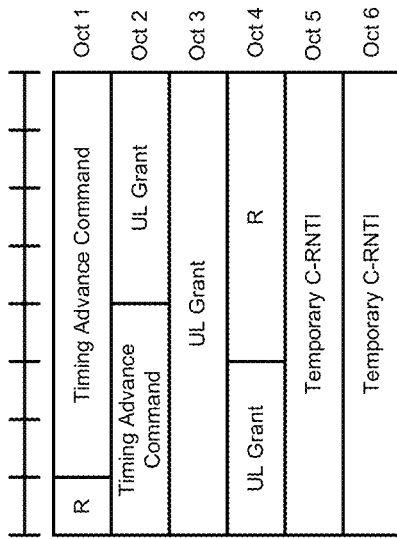 R
Timing Advance Command
Oct 1
Timing Advance
Command
UL Grant
Oct 2
UL Grant
Oct 3
UL Grant
R
Oct 4
Temporary C-RNTI
Oct 5
Temporary C-RNTI
Oct 6